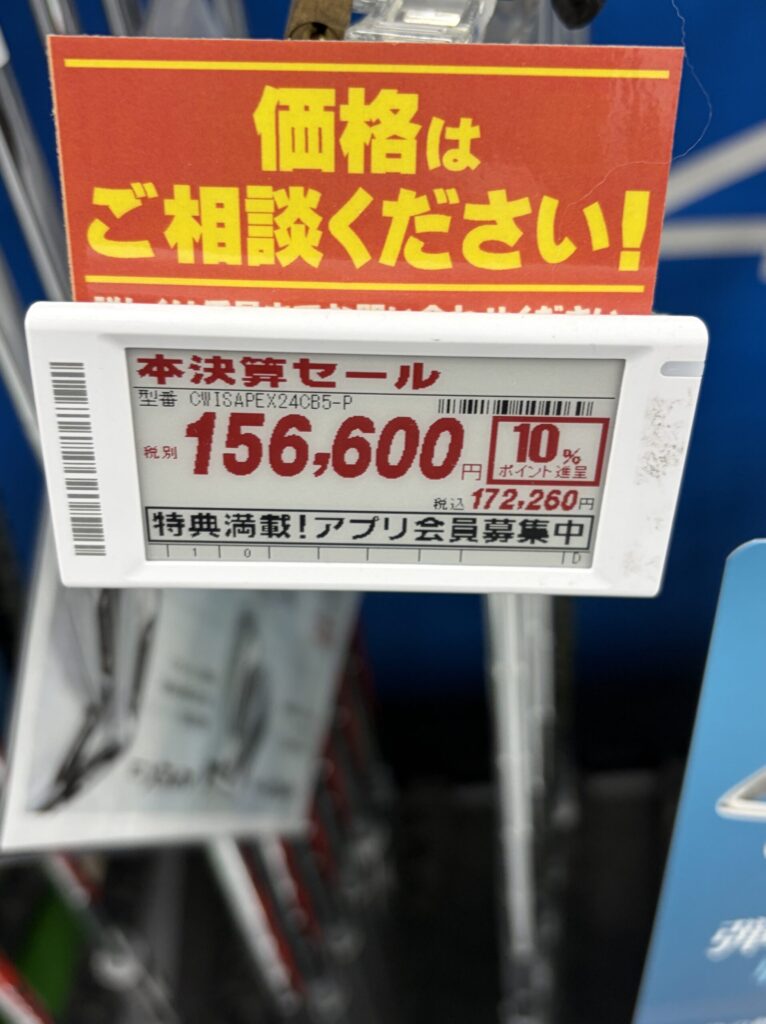 価格は
ご相談ください!
本決算セール
型番 CWISAPEX24CB5-P
税別 156,600円
10%
ポイント進呈
税込 172,260円
特典満載!アプリ会員募集中
1 0 D